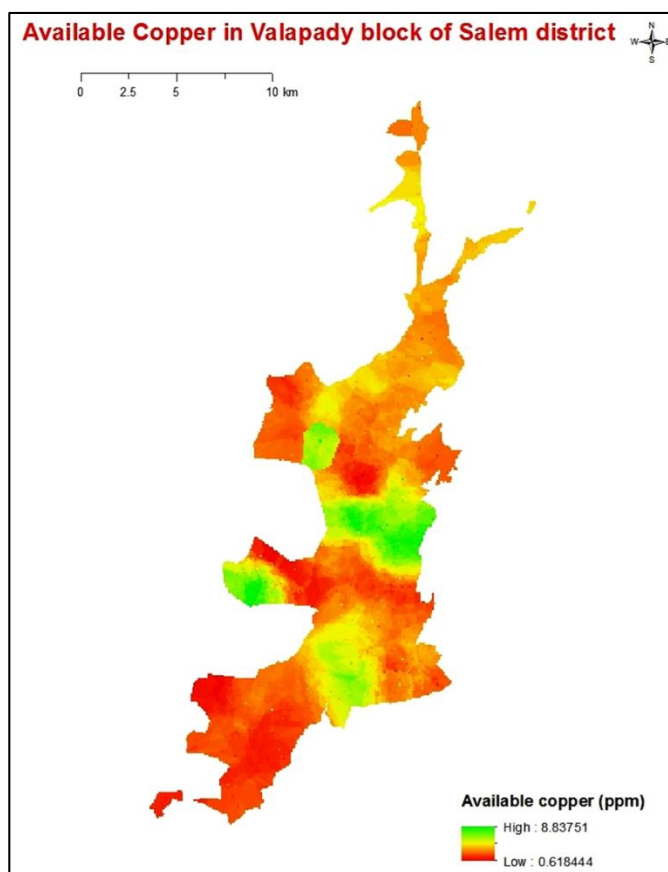 Available Copper in Valapady block of Salem district
N
W E
S
0 2.5 5 10 km
Available copper (ppm)
High : 8.83751
Low : 0.618444